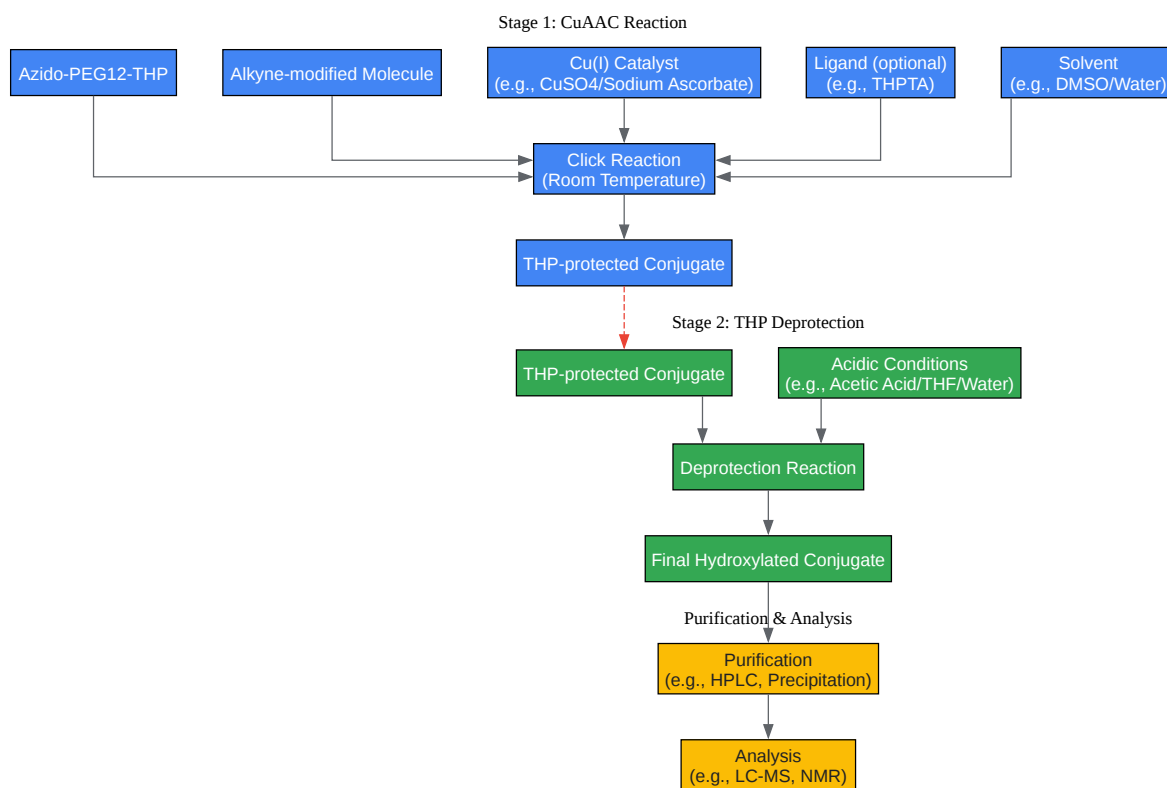 Stage 1: CuAAC Reaction
Azido-PEG12-THP
Alkyne-modified Molecule
Cu(I) Catalyst
(e.g., CuSO4/Sodium Ascorbate)
Ligand (optional)
(e.g., THPTA)
Solvent
(e.g., DMSO/Water)
Click Reaction
(Room Temperature)
THP-protected Conjugate
Stage 2: THP Deprotection
THP-protected Conjugate
Acidic Conditions
(e.g., Acetic Acid/THF/Water)
Deprotection Reaction
Final Hydroxylated Conjugate
Purification & Analysis
Purification
(e.g., HPLC, Precipitation)
Analysis
(e.g., LC-MS, NMR)